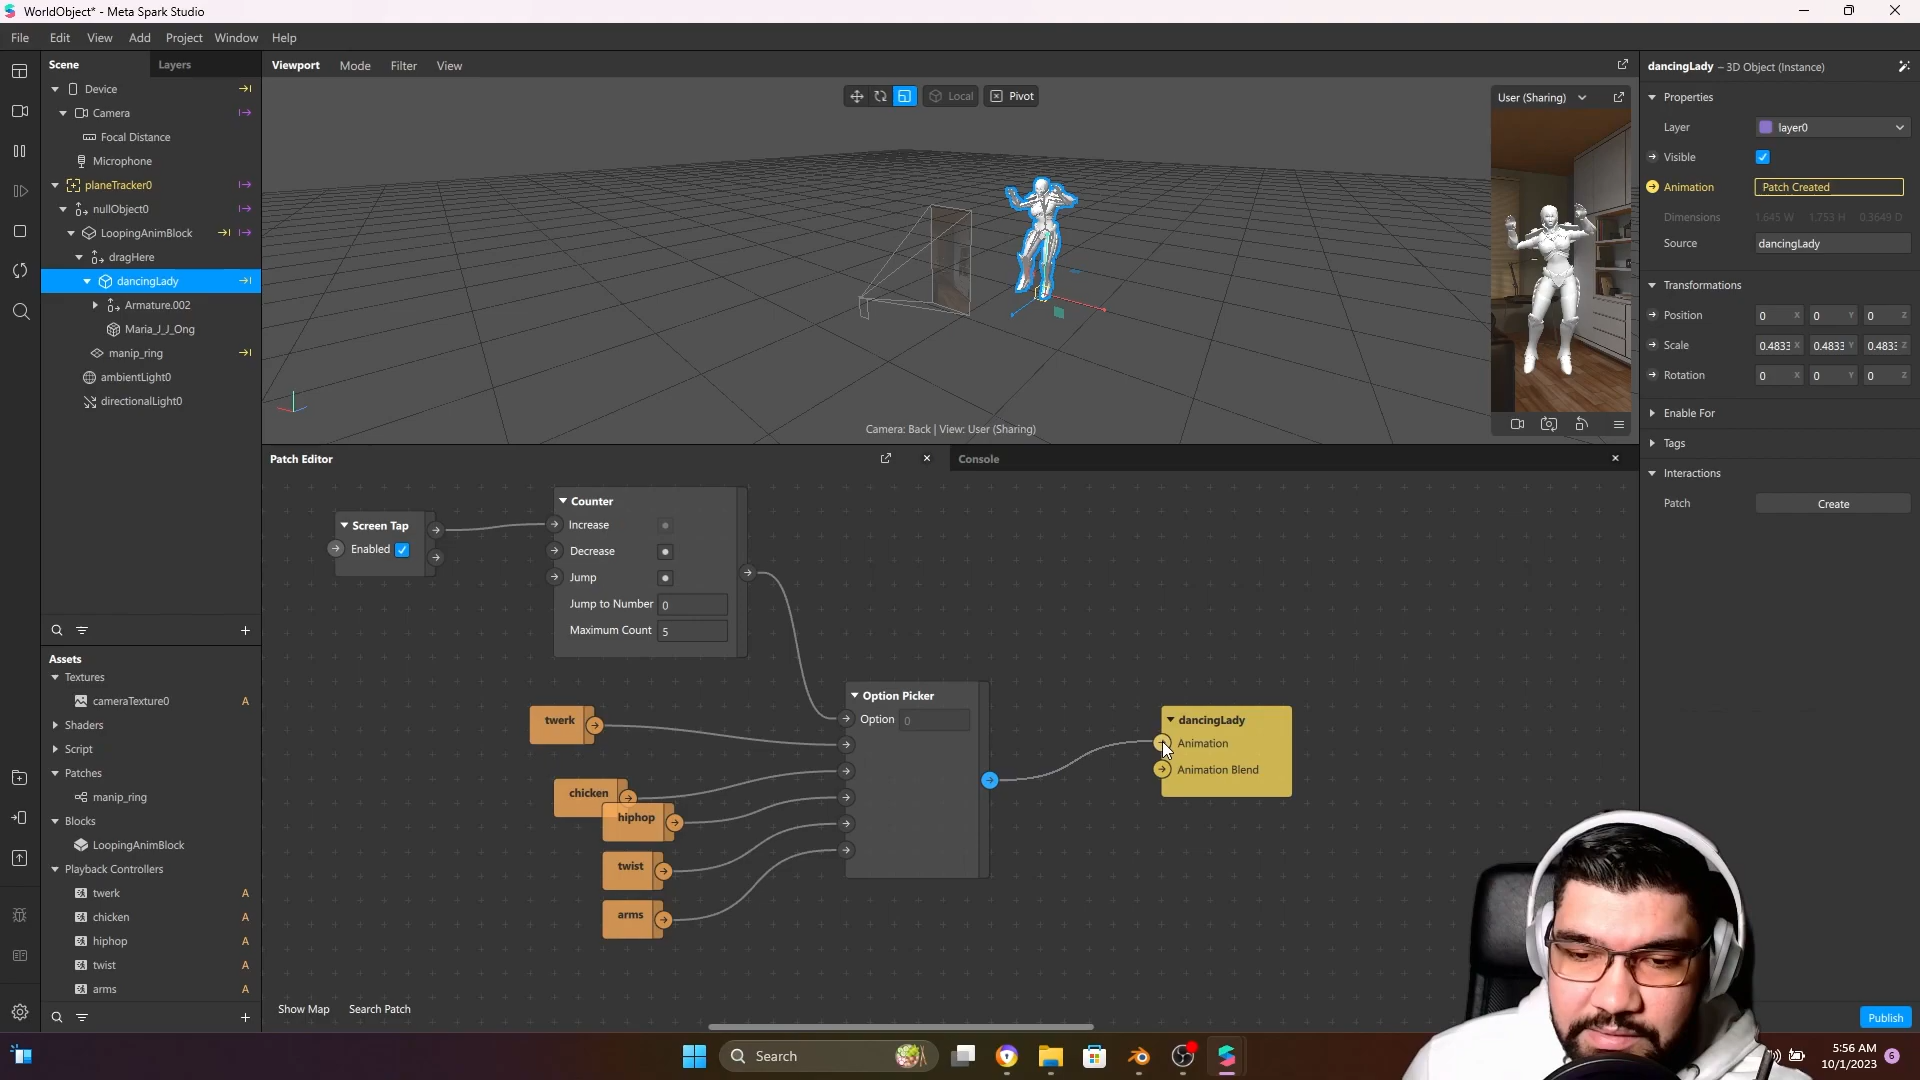 WorldObject* - Meta Spark Studio
File Edit View Add Project Window Help
Scene Layers
Device
Camera
Focal Distance
Microphone
planeTracker0
nullObject0
LoopingAnimBlock
dragHere
dancingLady
Armature.002
Maria_J_J_Ong
manip_ring
ambientLight0
directionalLight0
Assets
Textures
cameraTexture0 A
Shaders
Script
Patches
manip_ring
Blocks
LoopingAnimBlock
Playback Controllers
twerk A
chicken A
hiphop A
twist A
arms A
Viewport Mode Filter View
Local Pivot
User (Sharing)
Camera: Back | View: User (Sharing)
Patch Editor
Console
Screen Tap
Enabled
Counter
Increase
Decrease
Jump
Jump to Number 0
Maximum Count 5
twerk
chicken
hiphop
twist
arms
Option Picker
Option 0
dancingLady
Animation
Animation Blend
Show Map Search Patch
dancingLady – 3D Object (Instance)
Properties
Layer layer0
Visible
Animation Patch Created
Dimensions 1.645 W 1.753 H 0.3649 D
Source dancingLady
Transformations
Position 0 X 0 Y 0 Z
Scale 0.4833 X 0.4833 Y 0.4833 Z
Rotation 0 X 0 Y 0 Z
Enable For
Tags
Interactions
Patch Create
Publish
Search
5:56 AM
10/1/2023
6